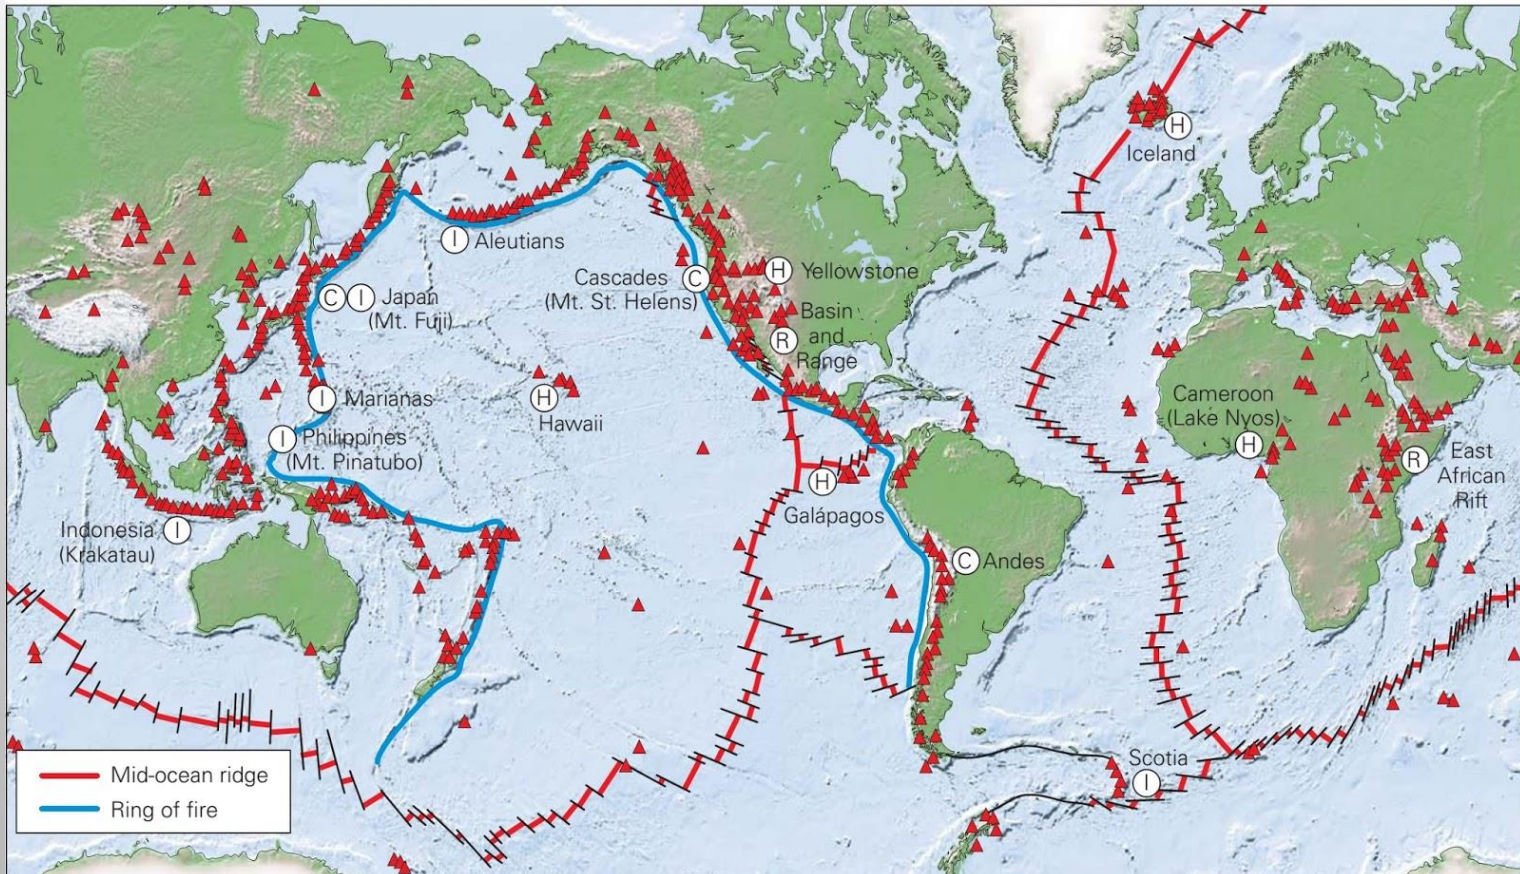 H
Iceland
I Aleutians
Cascades C
(Mt. St. Helens)
H Yellowstone
Basin
and
R Range
C I Japan
(Mt. Fuji)
I Marianas
H
Hawaii
I Philippines
(Mt. Pinatubo)
Cameroon
(Lake Nyos)
H
R East
African
Rift
H
Galápagos
Indonesia I
(Krakatau)
C Andes
Scotia
I
Mid-ocean ridge
Ring of fire